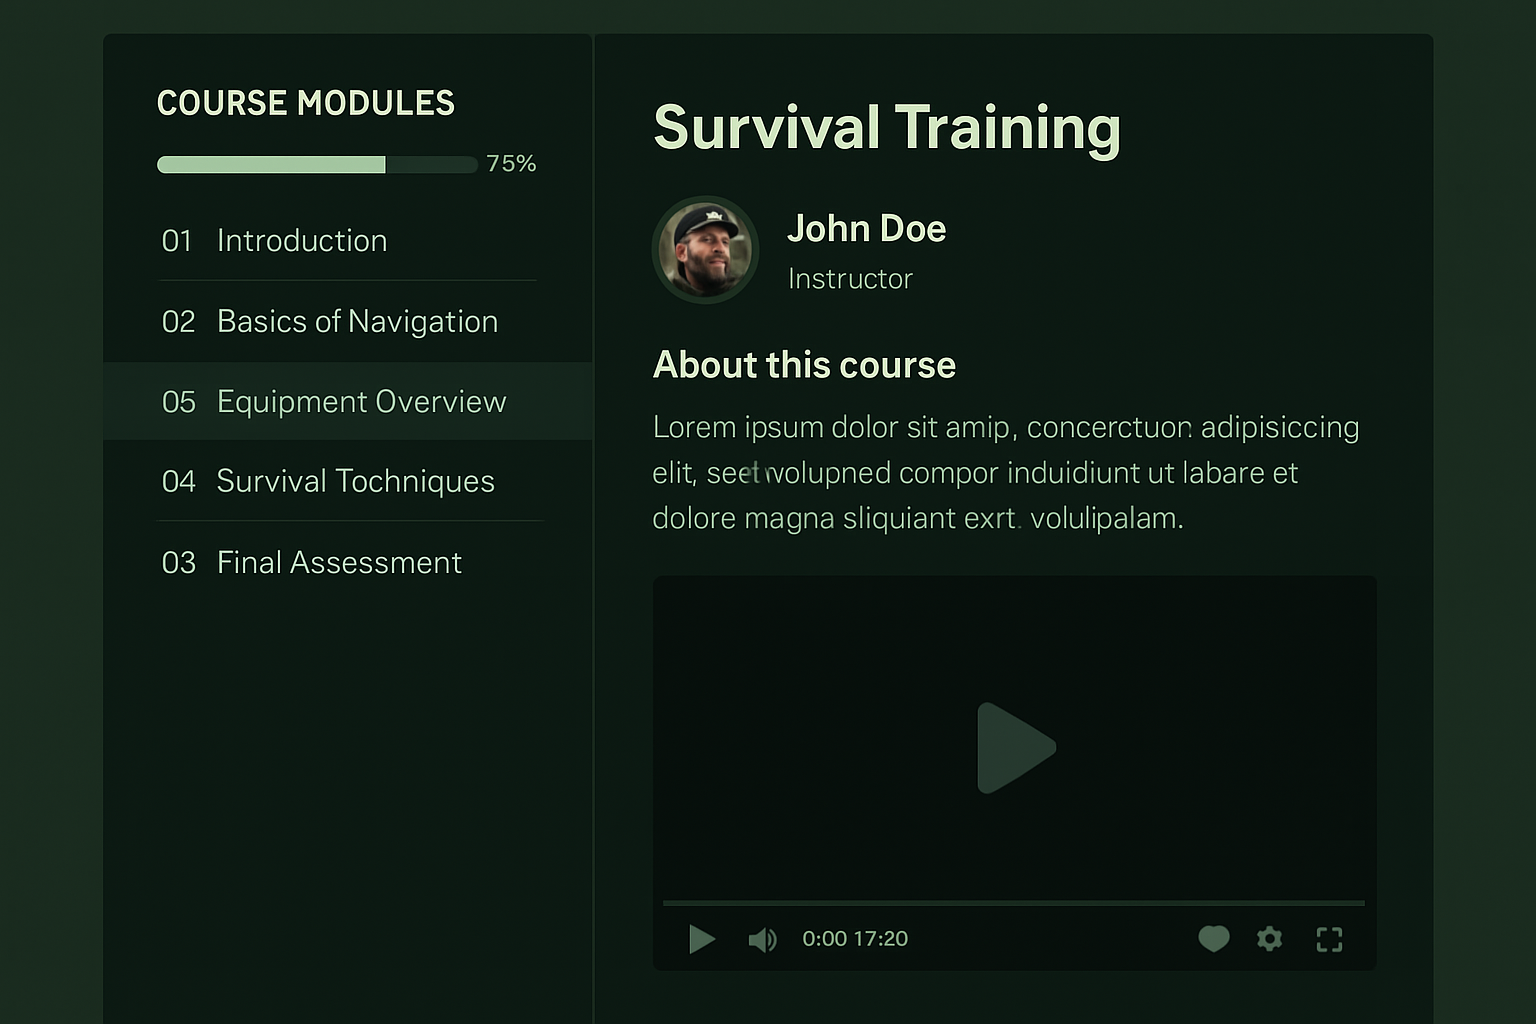 COURSE MODULES
75%
01 Introduction
02 Basics of Navigation
05 Equipment Overview
04 Survival Tochniques
03 Final Assessment
Survival Training
John Doe
Instructor
About this course
Lorem ipsum dolor sit amip, concerctuor adipisiccing
elit, seet volupned compor induidiunt ut labare et
dolore magna sliquiant exrt. volulipalam.
0:00 17:20